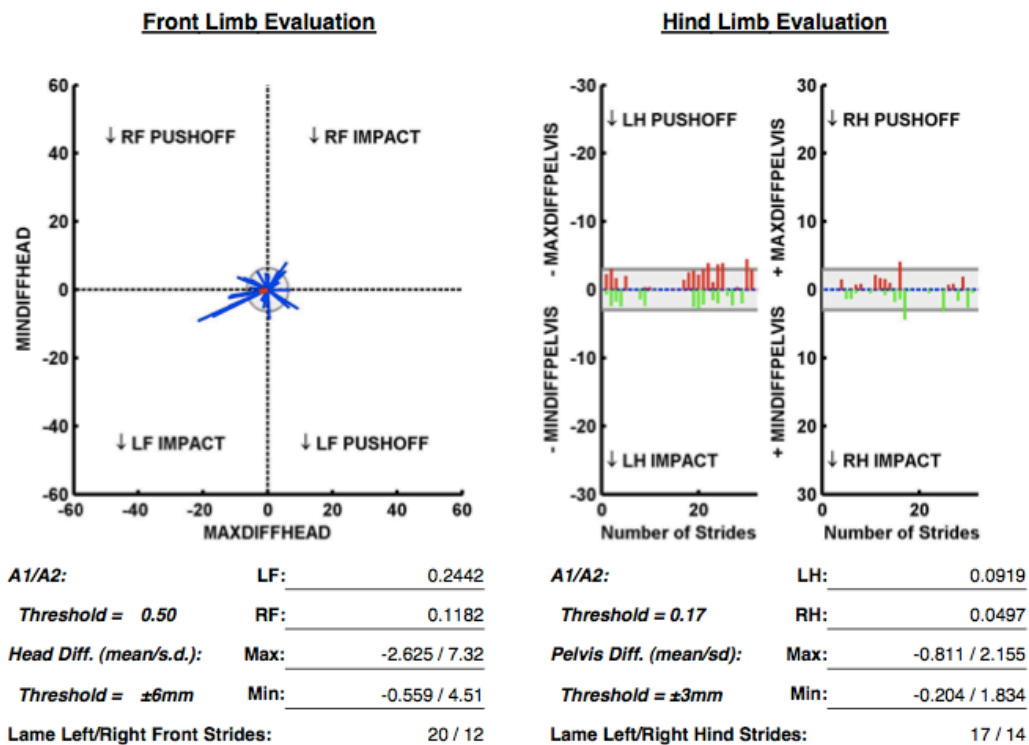 Front Limb Evaluation
60
40
20
0
-20
-40
-60
-60 -40 -20 0 20 40 60
MINDIFFHEAD
MAXDIFFHEAD
↓ RF PUSHOFF
↓ RF IMPACT
↓ LF IMPACT
↓ LF PUSHOFF
A1/A2: LF: 0.2442
Threshold = 0.50 RF: 0.1182
Head Diff. (mean/s.d.): Max: -2.625 / 7.32
Threshold = ±6mm Min: -0.559 / 4.51
Lame Left/Right Front Strides: 20 / 12
Hind Limb Evaluation
-30
-20
-10
0
10
20
-30
0 20
- MINDIFFPELVIS - MAXDIFFPELVIS
↓ LH PUSHOFF
↓ LH IMPACT
Number of Strides
-30
-20
-10
0
10
20
30
0 20
+ MINDIFFPELVIS + MAXDIFFPELVIS
↓ RH PUSHOFF
↓ RH IMPACT
Number of Strides
A1/A2: LH: 0.0919
Threshold = 0.17 RH: 0.0497
Pelvis Diff. (mean/sd): Max: -0.811 / 2.155
Threshold = ±3mm Min: -0.204 / 1.834
Lame Left/Right Hind Strides: 17 / 14